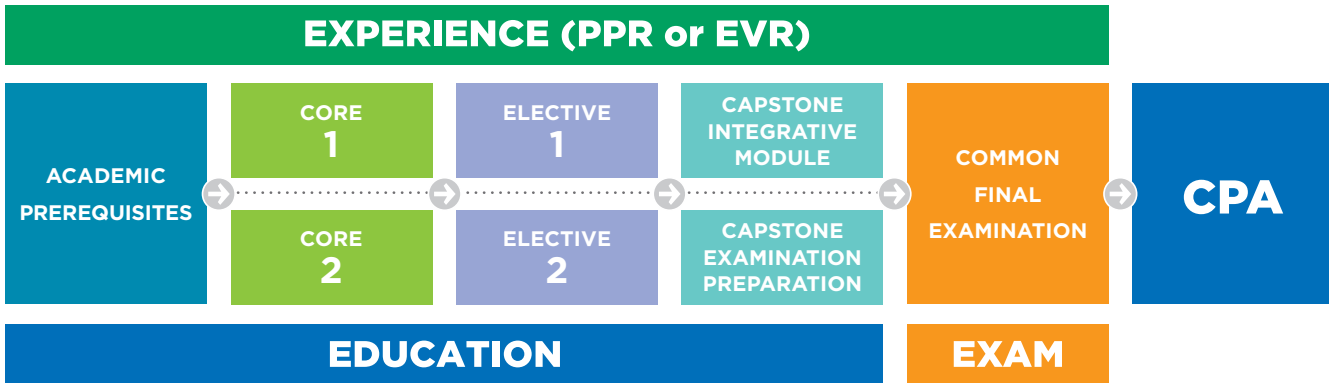 EXPERIENCE (PPR or EVR)
ACADEMIC
PREREQUISITES
CORE
1
CORE
2
ELECTIVE
1
ELECTIVE
2
CAPSTONE
INTEGRATIVE
MODULE
CAPSTONE
EXAMINATION
PREPARATION
COMMON
FINAL
EXAMINATION
CPA
EDUCATION
EXAM